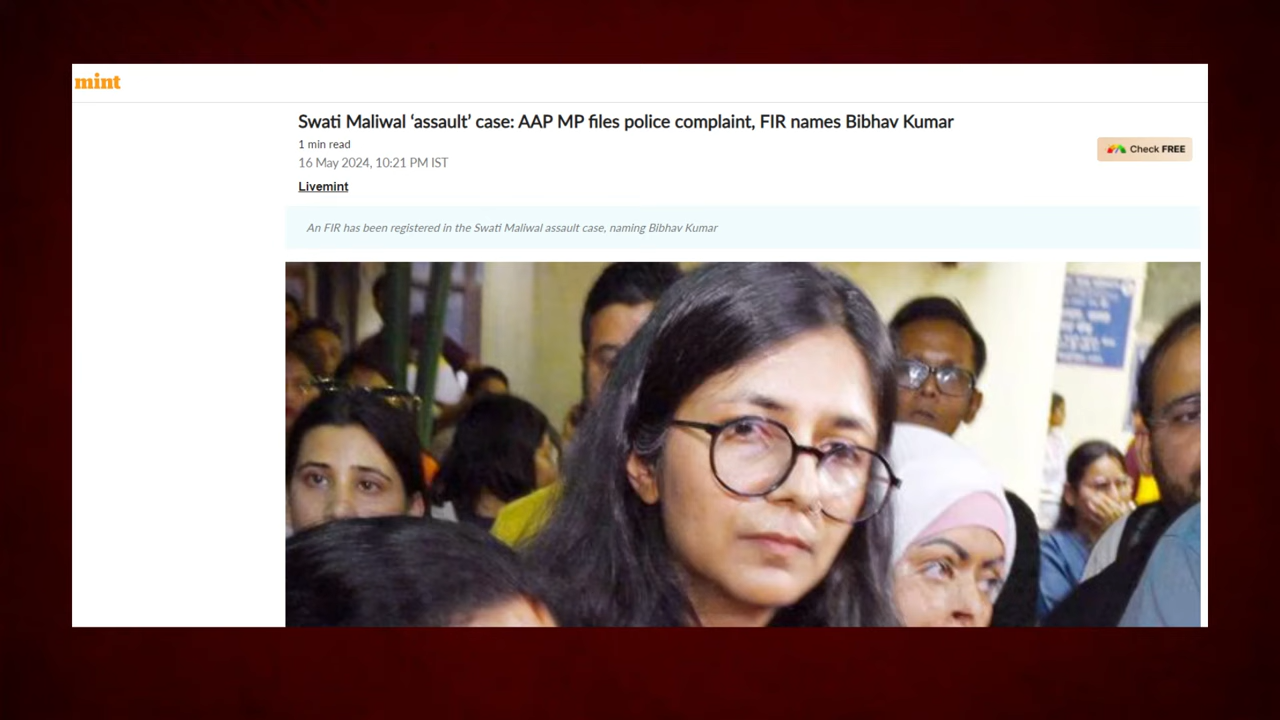 mint
Swati Maliwal ‘assault’ case: AAP MP files police complaint, FIR names Bibhav Kumar
1 min read
16 May 2024, 10:21 PM IST
Check FREE
Livemint
An FIR has been registered in the Swati Maliwal assault case, naming Bibhav Kumar